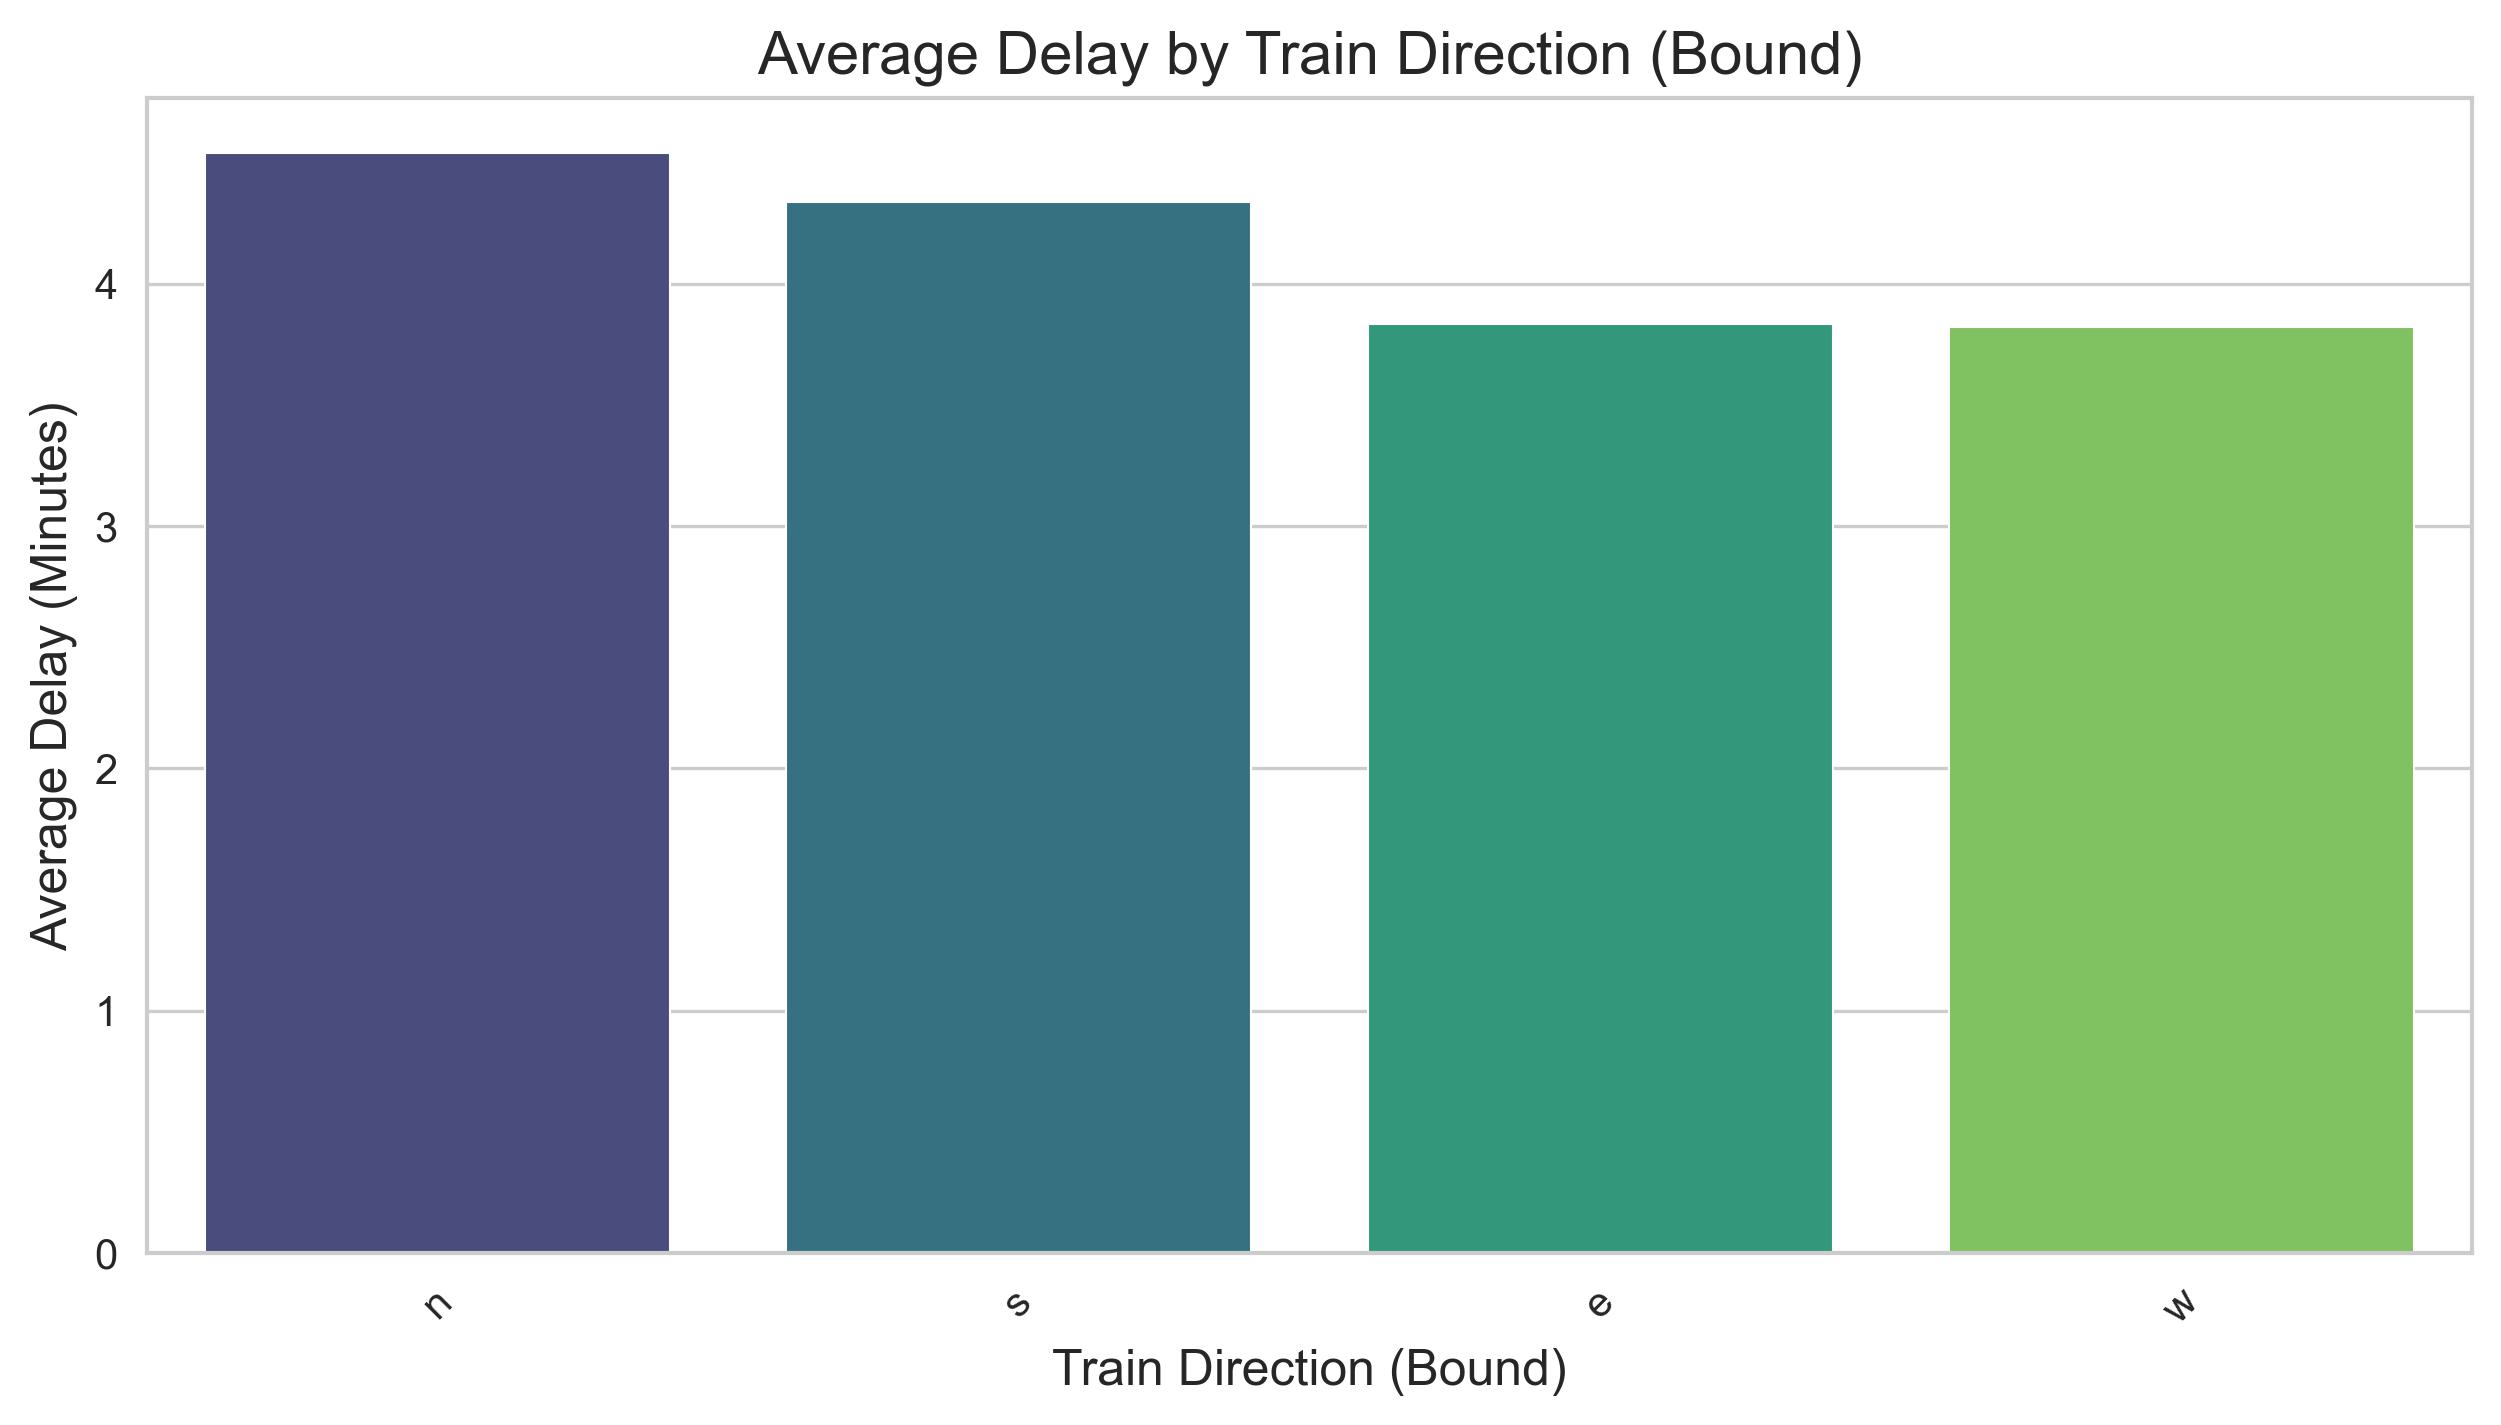 Average Delay by Train Direction (Bound)
Average Delay (Minutes)
4
3
2
1
0
n
s
e
w
Train Direction (Bound)